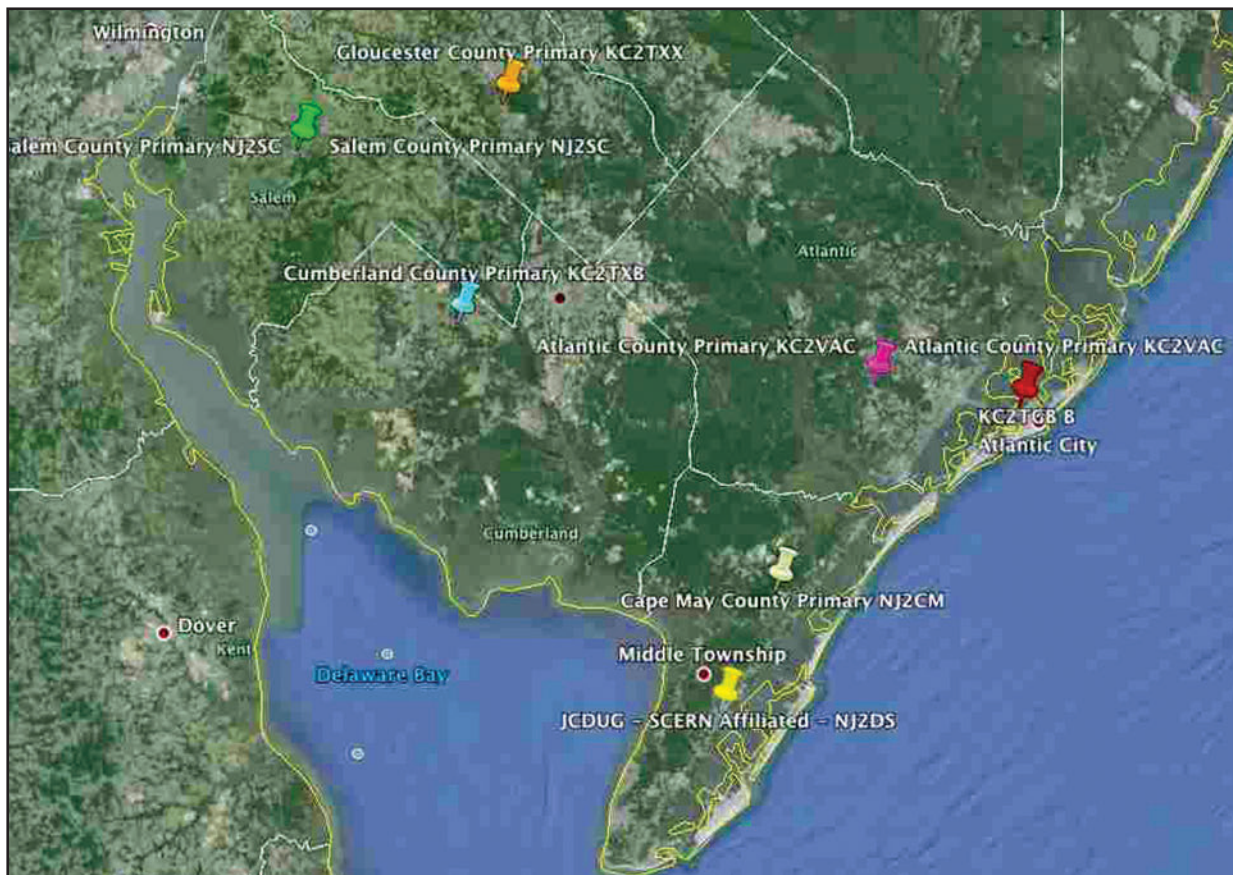 Wilmington
Gloucester County Primary KC2TXX
alem County Primary NJ2SC
Salem County Primary NJ2SC
Salem
Atlantic
Cumberland County Primary KC2TXB
Atlantic County Primary KC2VAC
Atlantic County Primary KC2VAC
KC2TGB B
Atlantic City
Cumberland
Cape May County Primary NJ2CM
Dover
Kent
Middle Township
Delaware Bay
JCDUG - SCERN Affiliated - NJ2DS